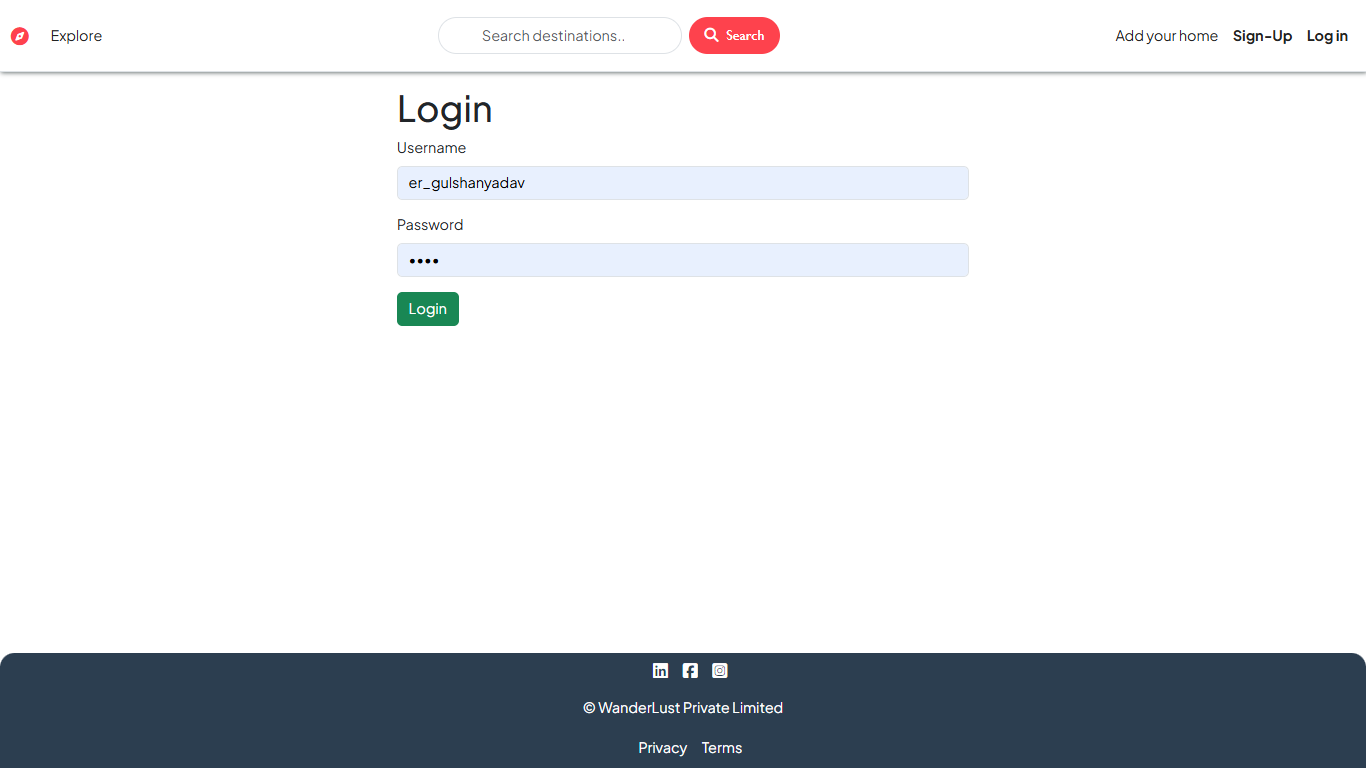 Explore
Search destinations..
Search
Add your home
Sign-Up
Log in
Login
Username
er_gulshanyadav
Password
••••
Login
© WanderLust Private Limited
Privacy
Terms